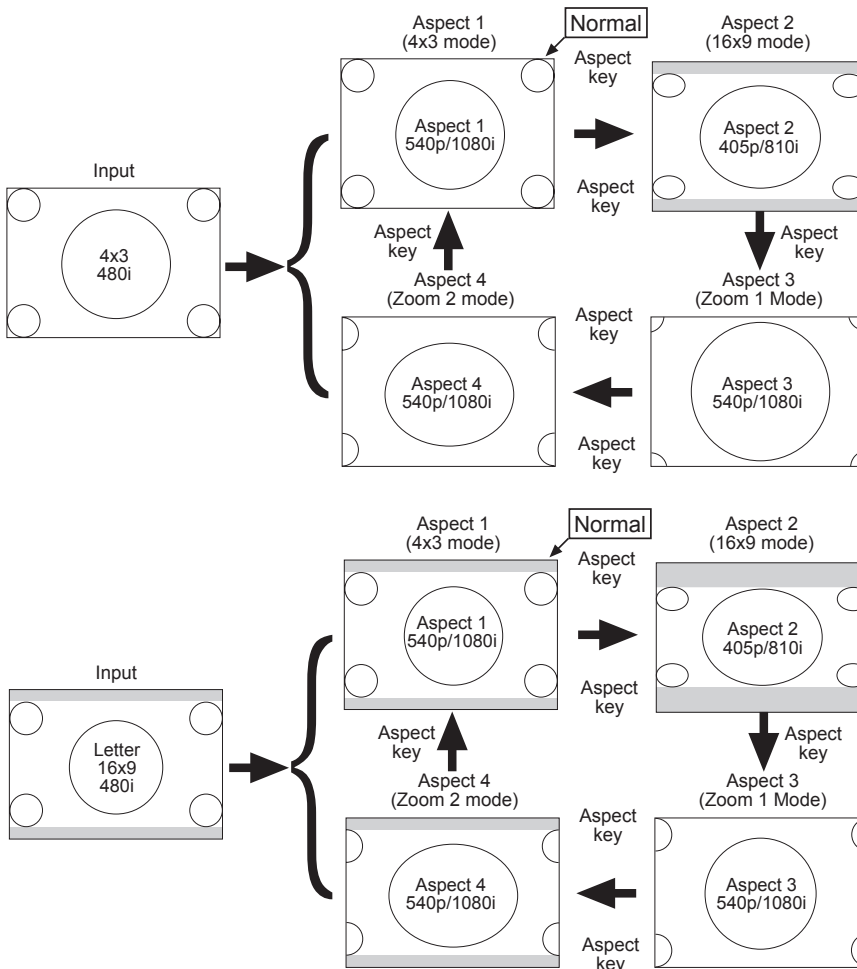 Aspect 1
(4x3 mode)
Normal
Aspect
key
Aspect 2
(16x9 mode)
Aspect 1
540p/1080i
Aspect 2
405p/810i
Input
4x3
480i
Aspect
key
Aspect
key
Aspect
key
Aspect 4
(Zoom 2 mode)
Aspect 3
(Zoom 1 Mode)
Aspect
key
Aspect 4
540p/1080i
Aspect 3
540p/1080i
Aspect
key
Aspect 1
(4x3 mode)
Normal
Aspect
key
Aspect 2
(16x9 mode)
Aspect 1
540p/1080i
Aspect 2
405p/810i
Input
Letter
16x9
480i
Aspect
key
Aspect
key
Aspect
key
Aspect 4
(Zoom 2 mode)
Aspect 3
(Zoom 1 Mode)
Aspect
key
Aspect 4
540p/1080i
Aspect 3
540p/1080i
Aspect
key